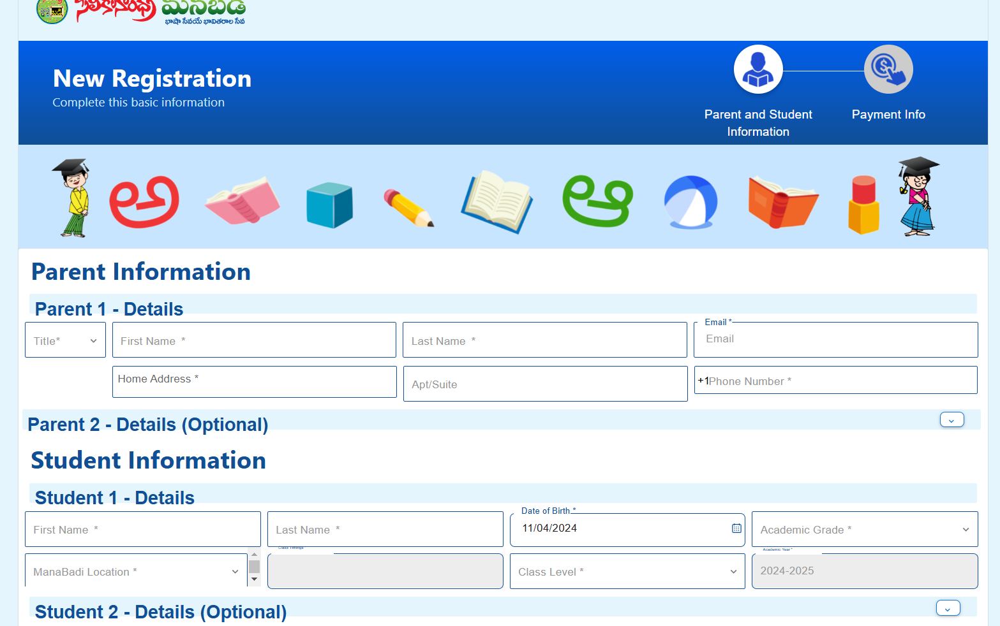 సిలికానాంధ్ర మనబడి
భాషా సేవయే భావితరాల సేవ
New Registration
Complete this basic information
Parent and Student
Information
Payment Info
అ
ఆ
Parent Information
Parent 1 - Details
Title*
First Name *
Last Name *
Email *
Email
Home Address *
Apt/Suite
+1Phone Number *
Parent 2 - Details (Optional)
Student Information
Student 1 - Details
First Name *
Last Name *
Date of Birth *
11/04/2024
Academic Grade *
ManaBadi Location *
Class Timings
Class Level *
Academic Year *
2024-2025
Student 2 - Details (Optional)